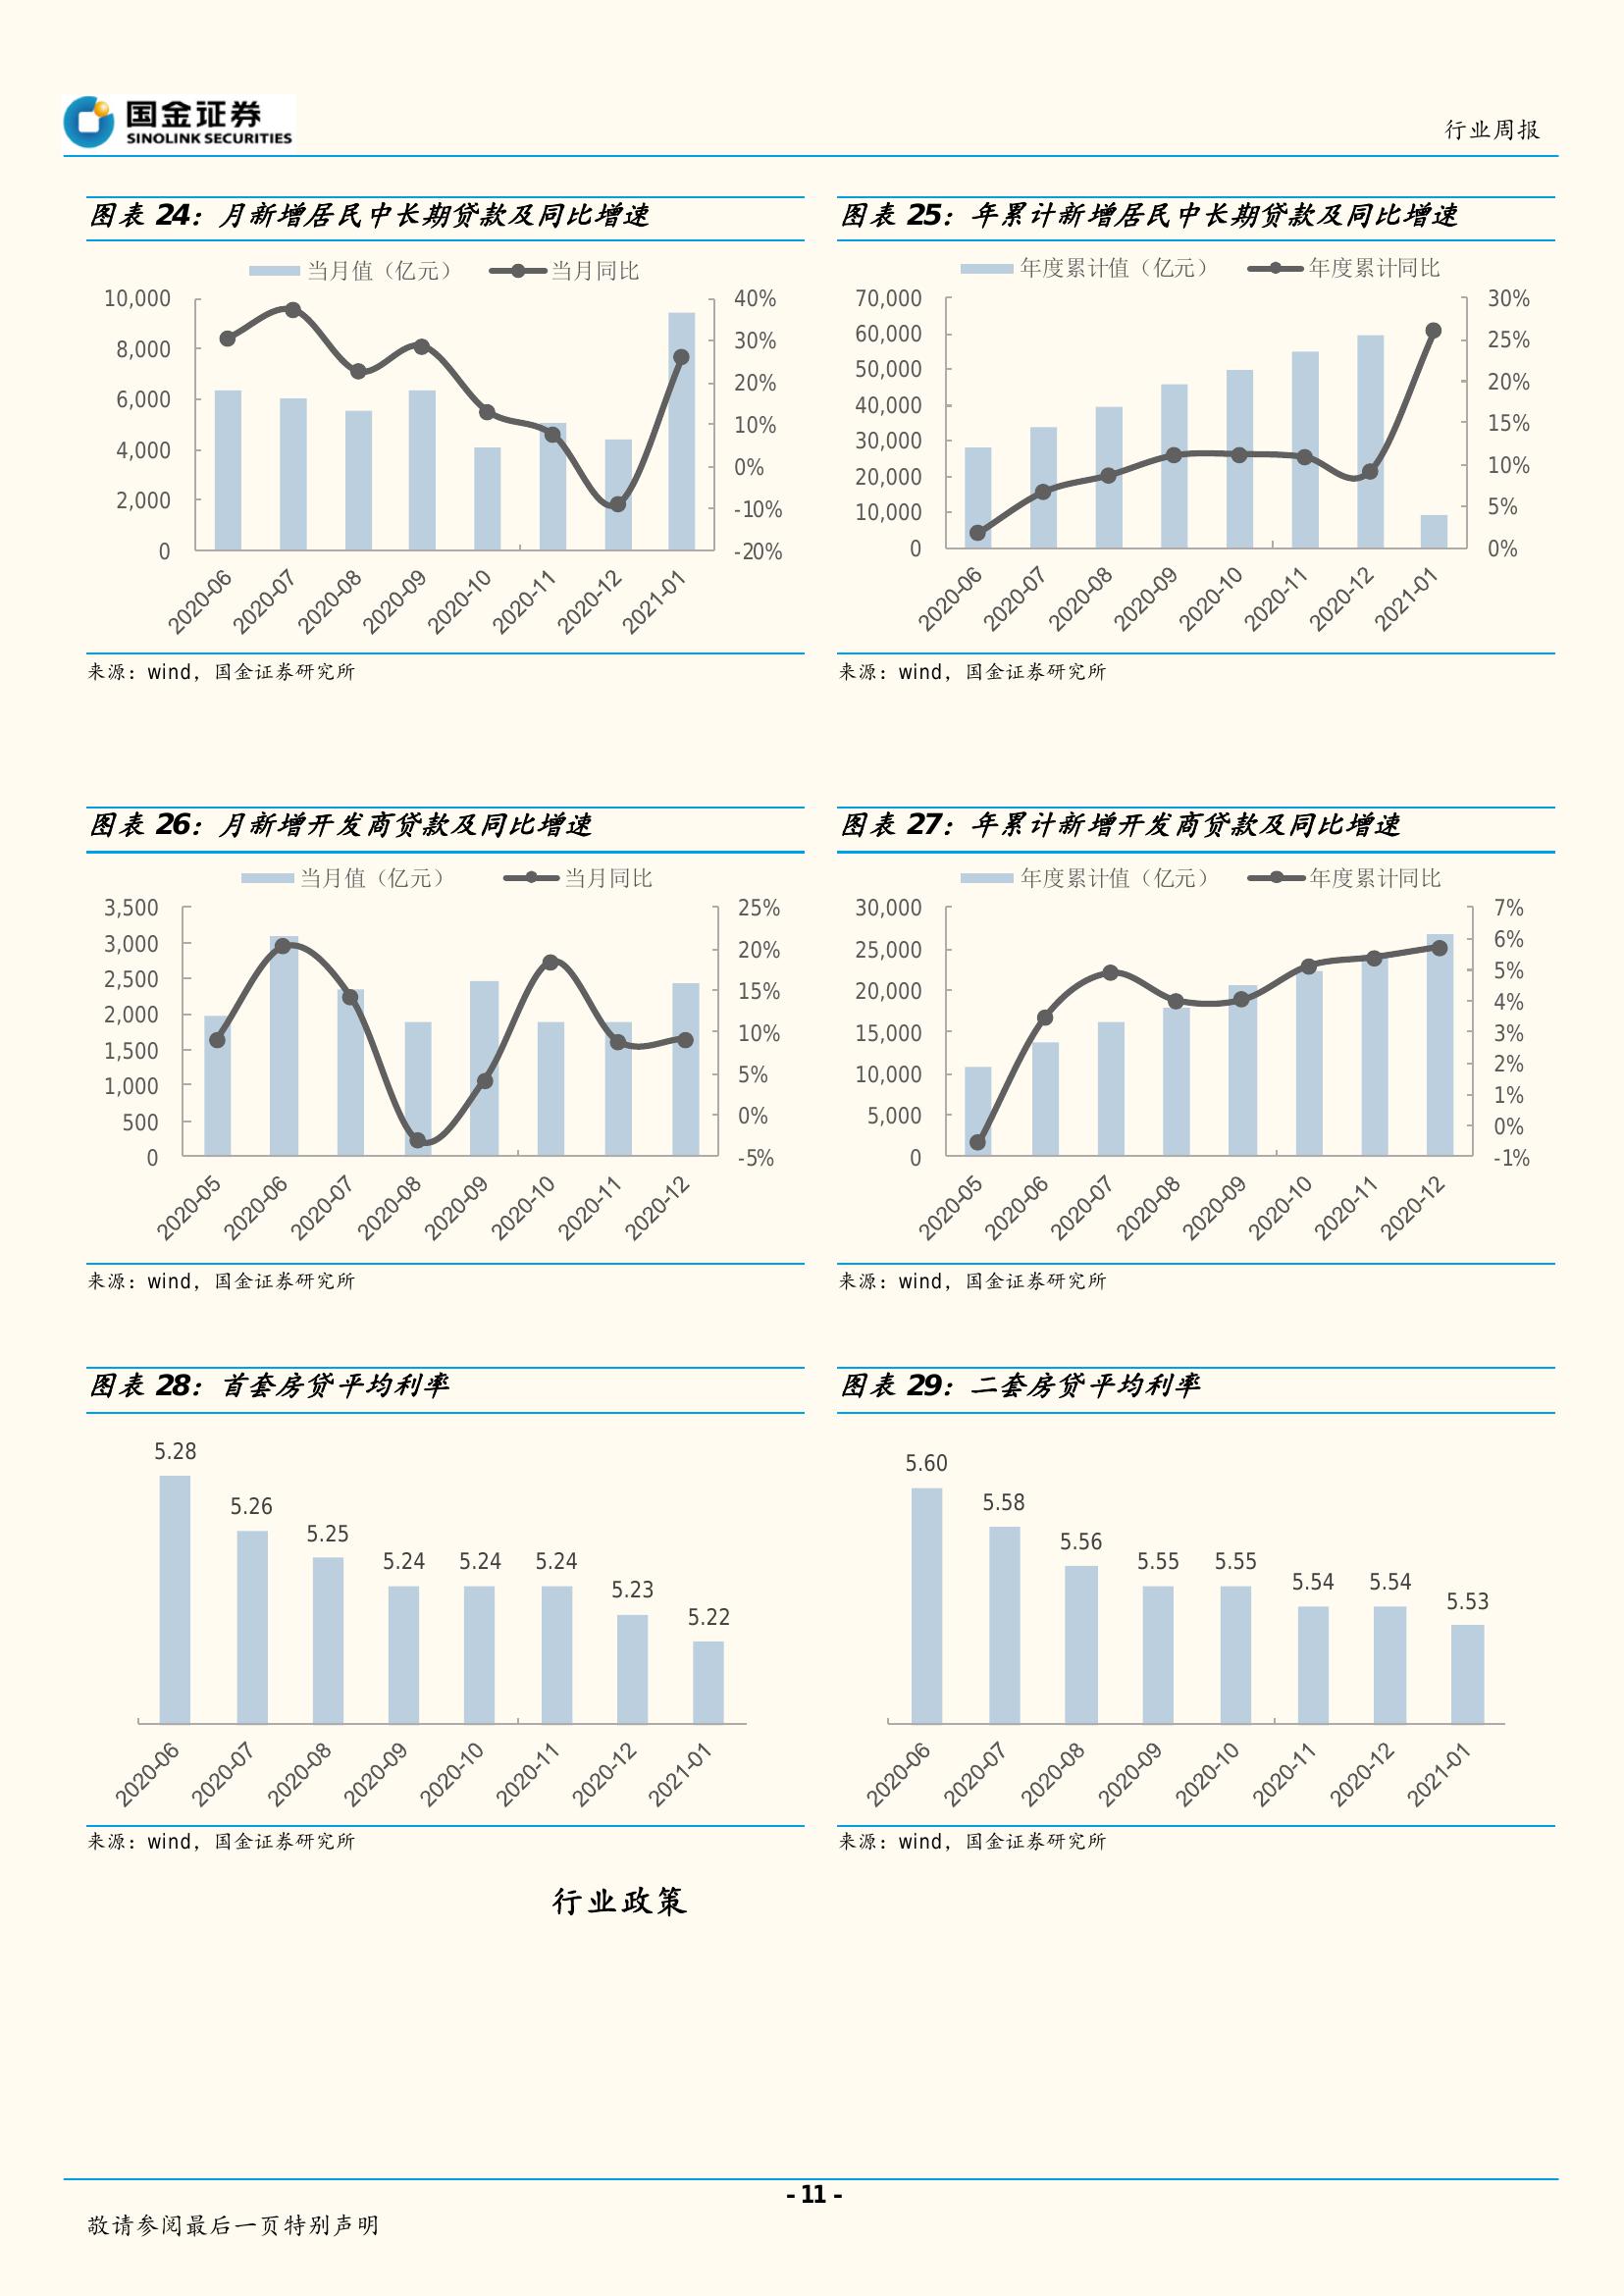 国金证券
SINOLINK SECURITIES
行业周报
图表 24：月新增居民中长期贷款及同比增速
当月值（亿元） 当月同比
10,000
8,000
6,000
4,000
2,000
0
40%
30%
20%
10%
0%
-10%
-20%
2020-06 2020-07 2020-08 2020-09 2020-10 2020-11 2020-12 2021-01
来源：wind，国金证券研究所
图表 25：年累计新增居民中长期贷款及同比增速
年度累计值（亿元） 年度累计同比
70,000
60,000
50,000
40,000
30,000
20,000
10,000
0
30%
25%
20%
15%
10%
5%
0%
2020-06 2020-07 2020-08 2020-09 2020-10 2020-11 2020-12 2021-01
来源：wind，国金证券研究所
图表 26：月新增开发商贷款及同比增速
当月值（亿元） 当月同比
3,500
3,000
2,500
2,000
1,500
1,000
500
0
25%
20%
15%
10%
5%
0%
-5%
2020-05 2020-06 2020-07 2020-08 2020-09 2020-10 2020-11 2020-12
来源：wind，国金证券研究所
图表 27：年累计新增开发商贷款及同比增速
年度累计值（亿元） 年度累计同比
30,000
25,000
20,000
15,000
10,000
5,000
0
7%
6%
5%
4%
3%
2%
1%
0%
-1%
2020-05 2020-06 2020-07 2020-08 2020-09 2020-10 2020-11 2020-12
来源：wind，国金证券研究所
图表 28：首套房贷平均利率
5.28 5.26 5.25 5.24 5.24 5.24 5.23 5.22
2020-06 2020-07 2020-08 2020-09 2020-10 2020-11 2020-12 2021-01
来源：wind，国金证券研究所
图表 29：二套房贷平均利率
5.60 5.58 5.56 5.55 5.55 5.54 5.54 5.53
2020-06 2020-07 2020-08 2020-09 2020-10 2020-11 2020-12 2021-01
来源：wind，国金证券研究所
行业政策
- 11 -
敬请参阅最后一页特别声明